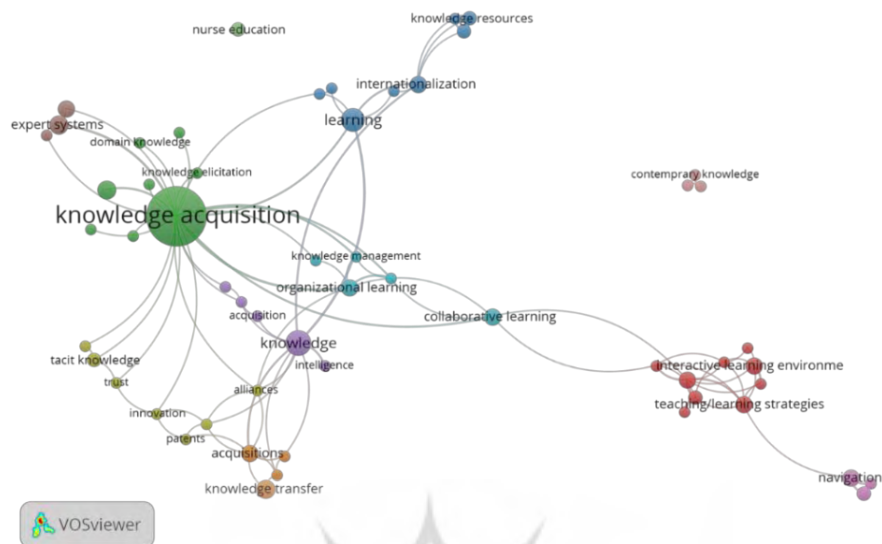 knowledge resources
nurse education
internationalization
learning
expert systems
domain knowledge
knowledge elicitation
contemprary knowledge
knowledge acquisition
knowledge management
organizational learning
acquisition
collaborative learning
knowledge
tacit knowledge
intelligence
interactive learning environme
trust
alliances
teaching/learning strategies
innovation
patents
acquisitions
navigation
knowledge transfer
VOSviewer